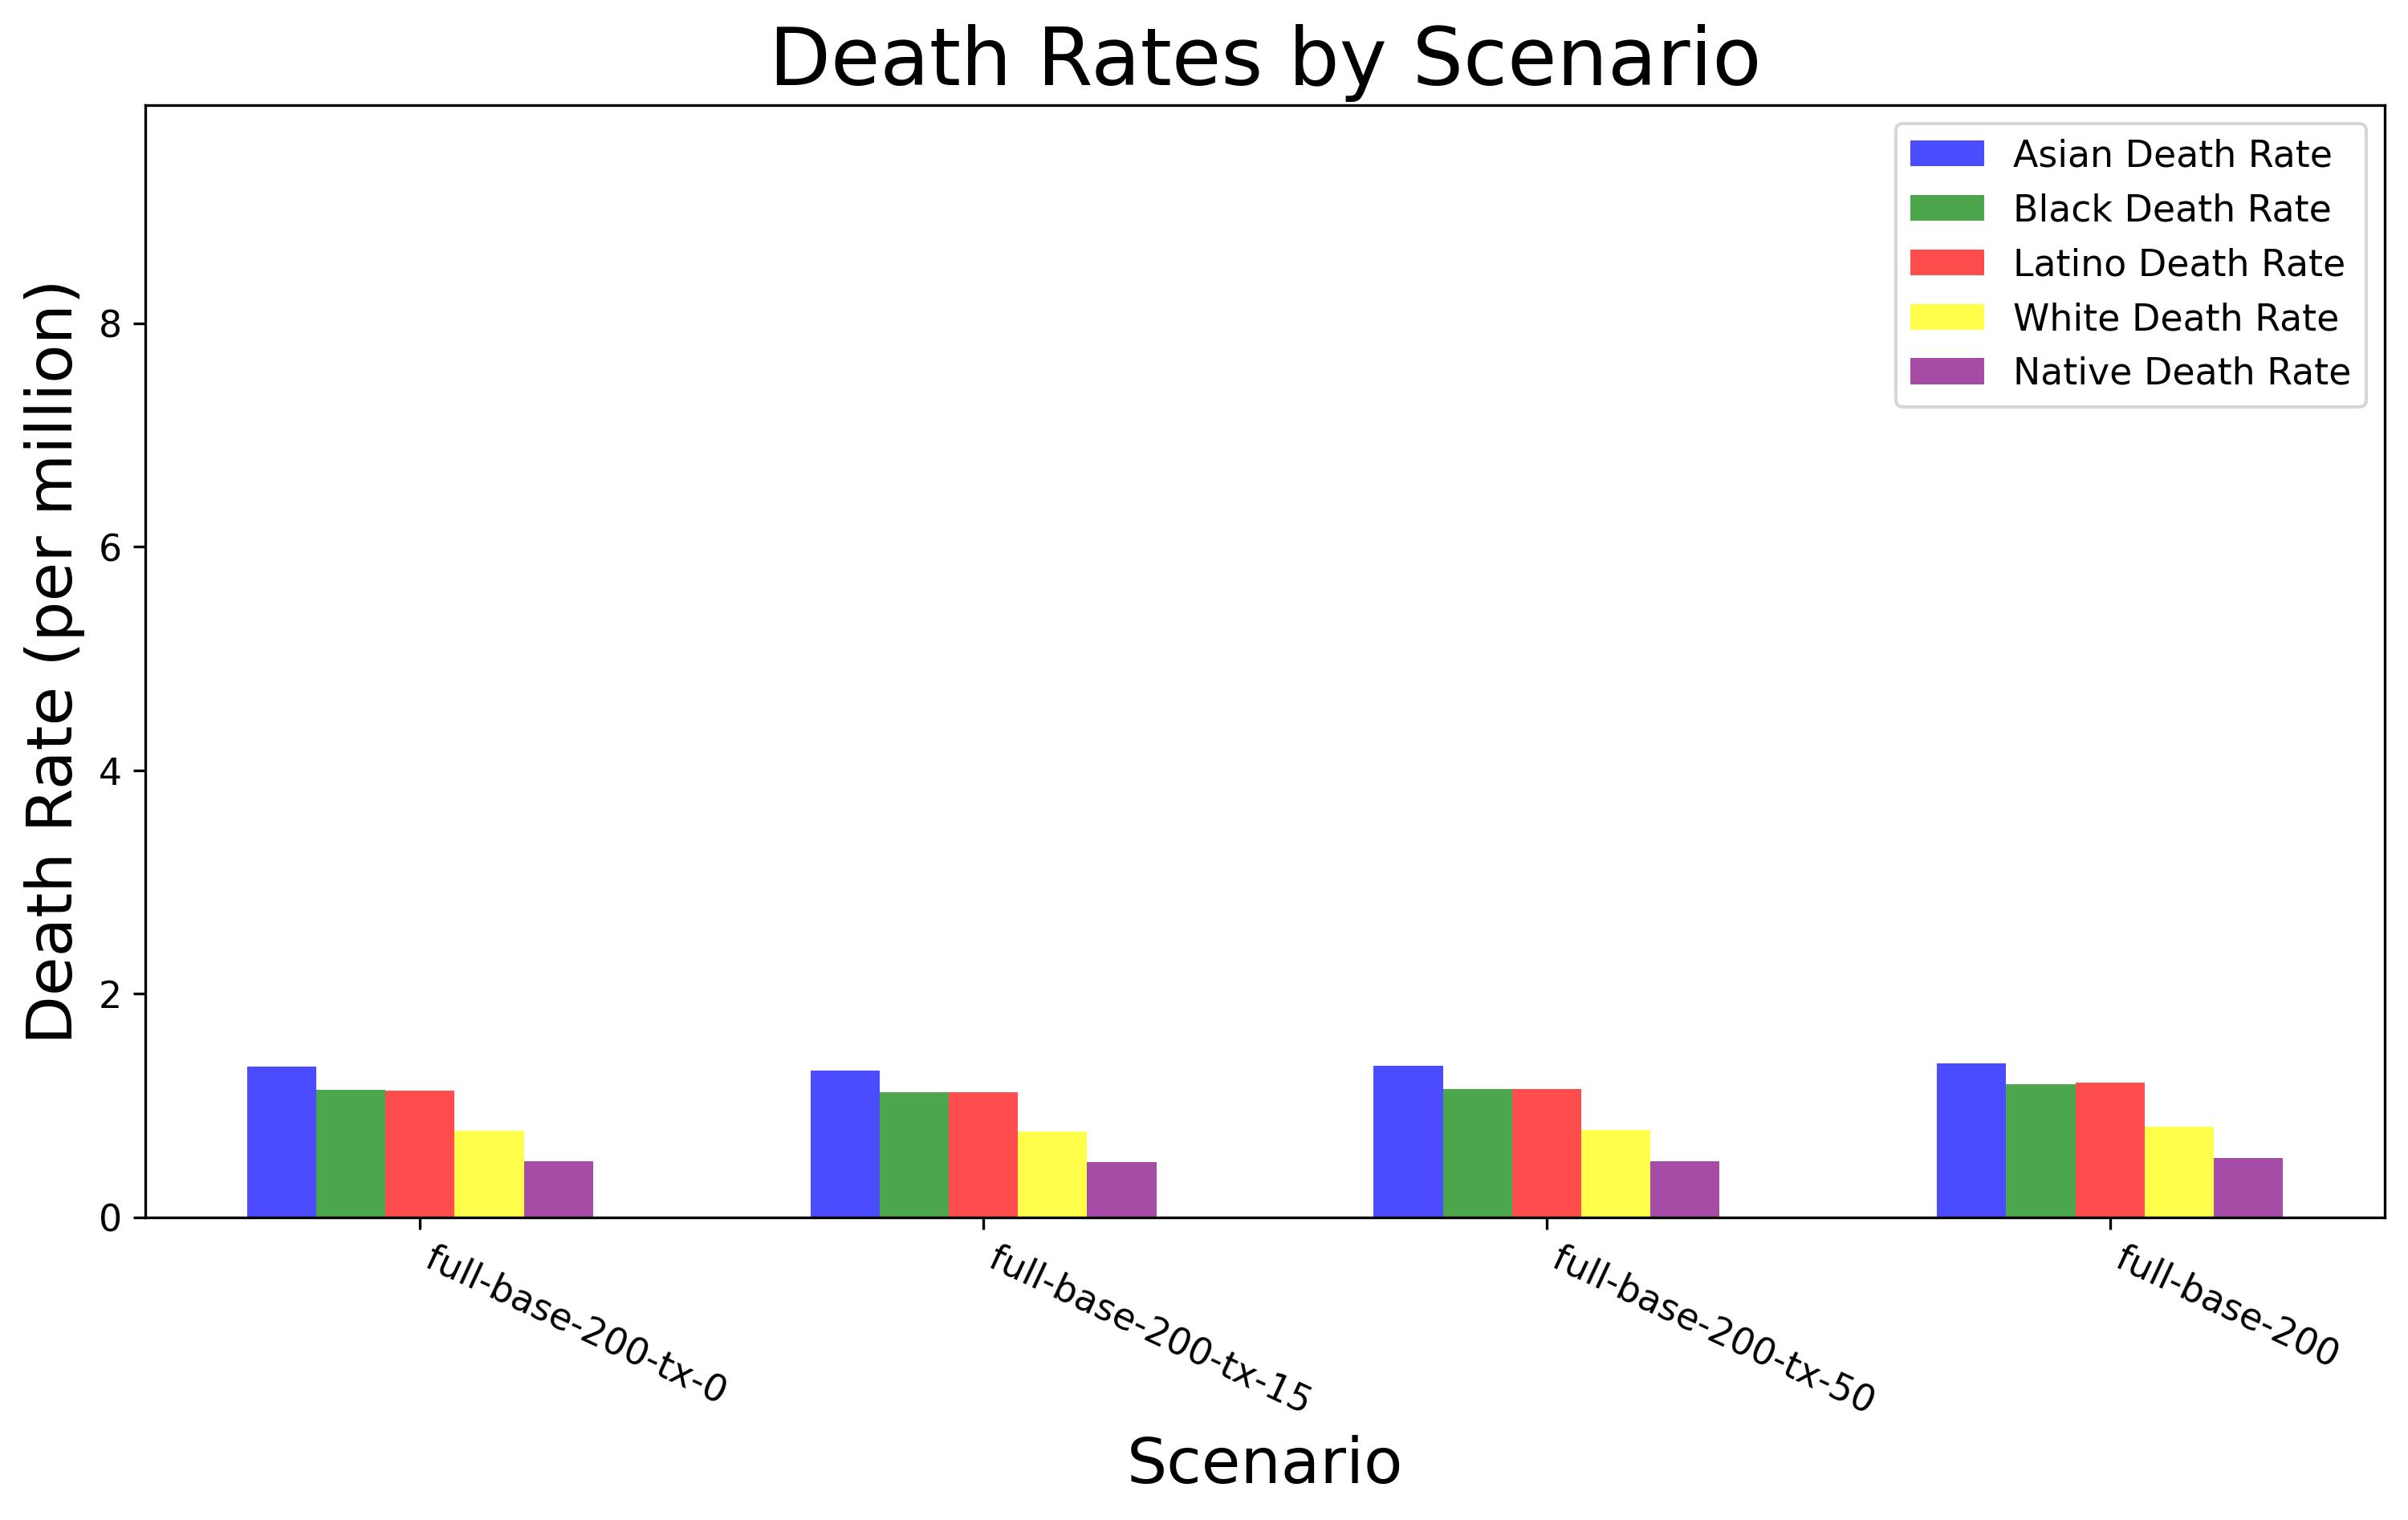 Death Rates by Scenario
Death Rate (per million)
8
6
4
2
0
Asian Death Rate
Black Death Rate
Latino Death Rate
White Death Rate
Native Death Rate
full-base-200-tx-0
full-base-200-tx-15
full-base-200-tx-50
full-base-200
Scenario